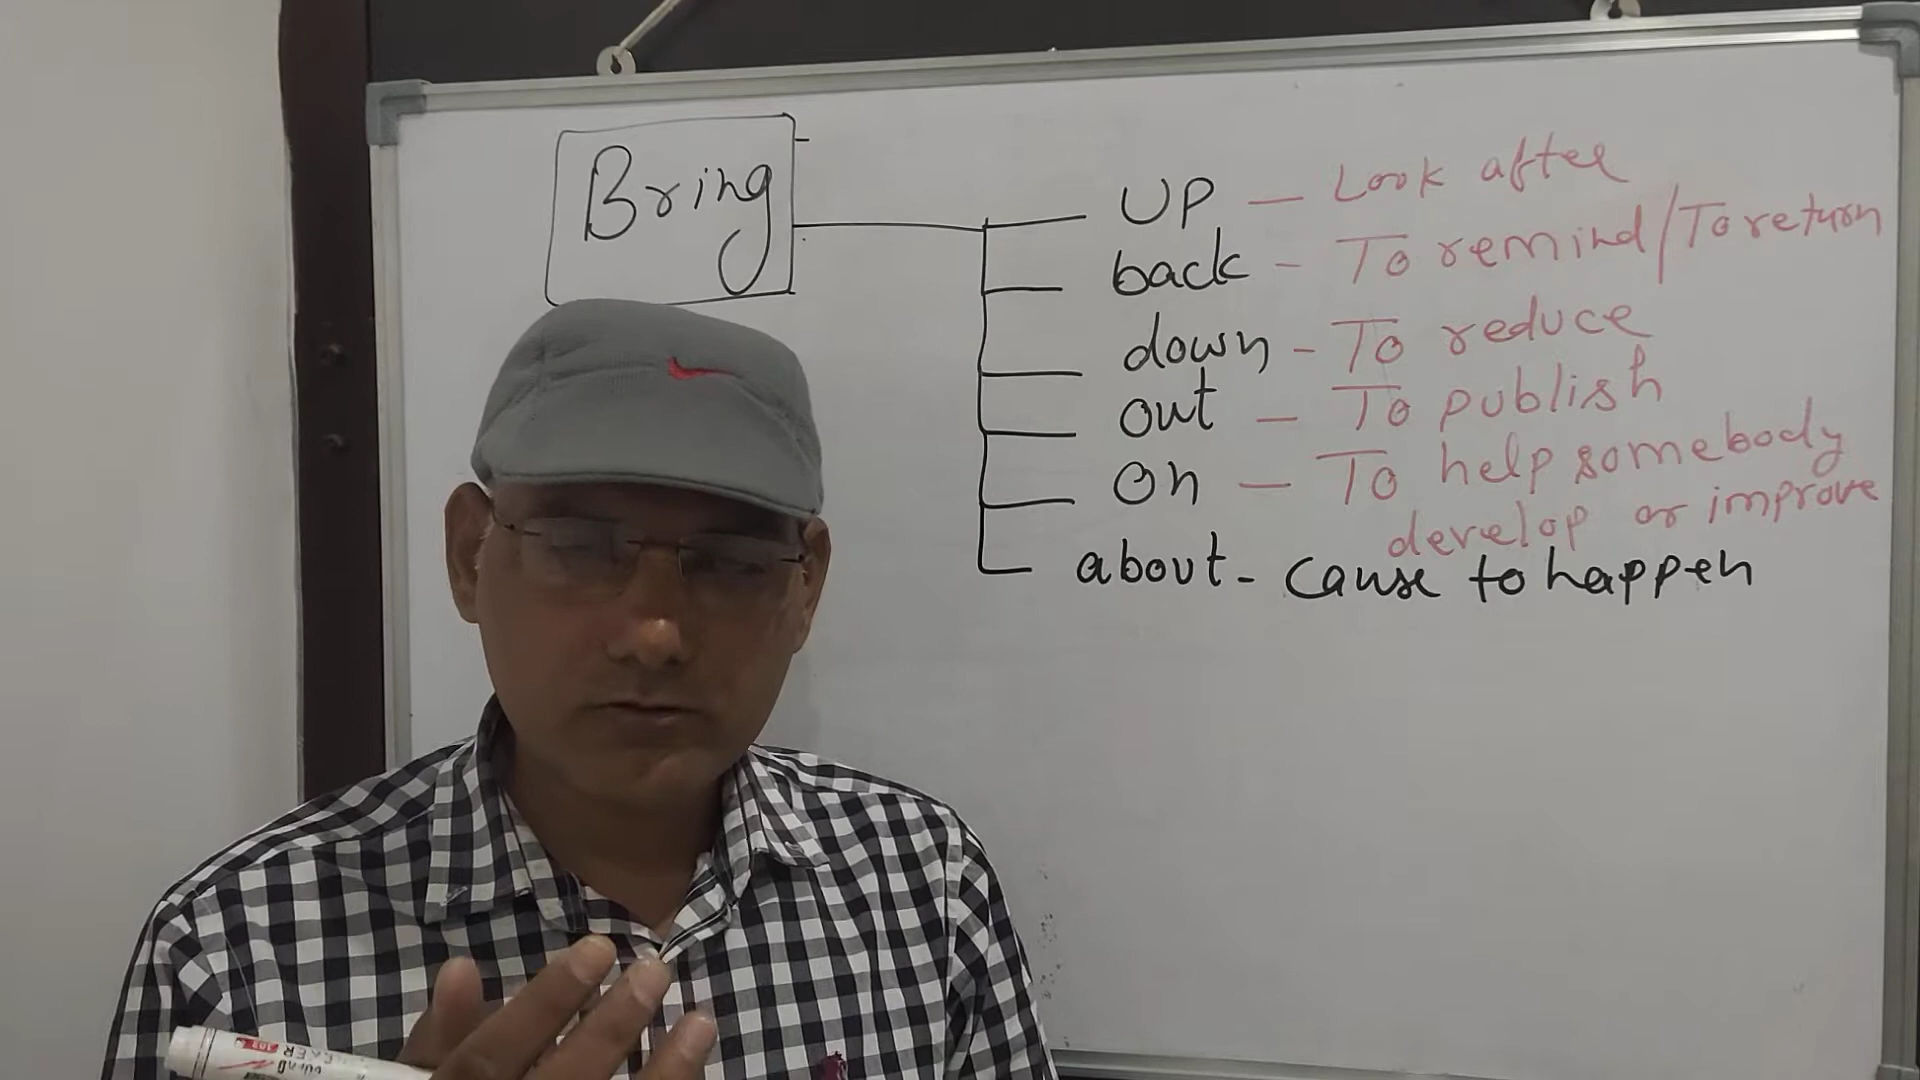 Bring
UP — Look after
back - To remind/To return
down - To reduce
out - To publish
on - To help somebody
develop or improve
about - cause to happen